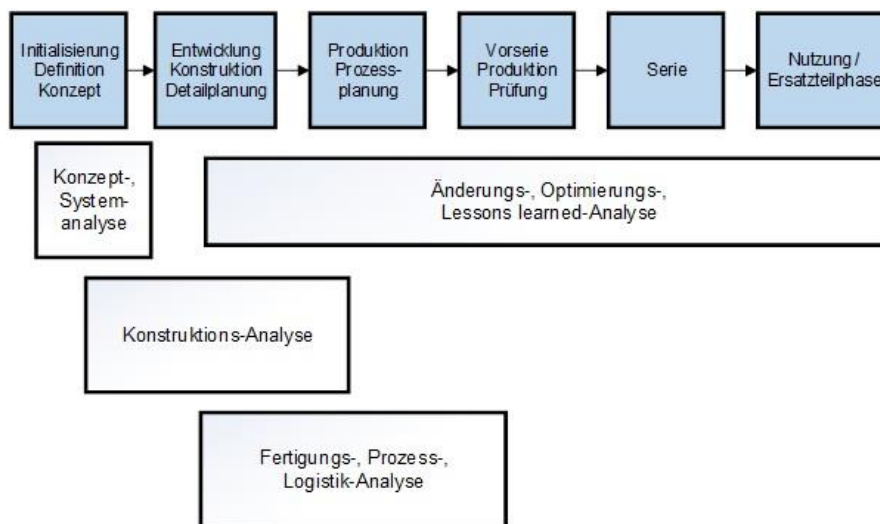 Initialisierung
Definition
Konzept
Entwicklung
Konstruktion
Detailplanung
Produktion
Prozess-
planung
Vorserie
Produktion
Prüfung
Serie
Nutzung /
Ersatzteilphase
Konzept-,
System-
analyse
Änderungs-, Optimierungs-,
Lessons learned-Analyse
Konstruktions-Analyse
Fertigungs-, Prozess-,
Logistik-Analyse